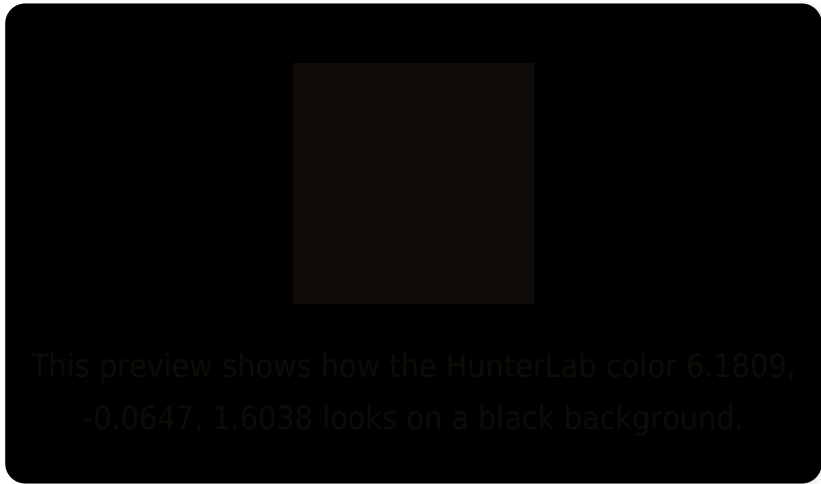 This preview shows how the HunterLab color 6.1809,
-0.0647, 1.6038 looks on a black background.